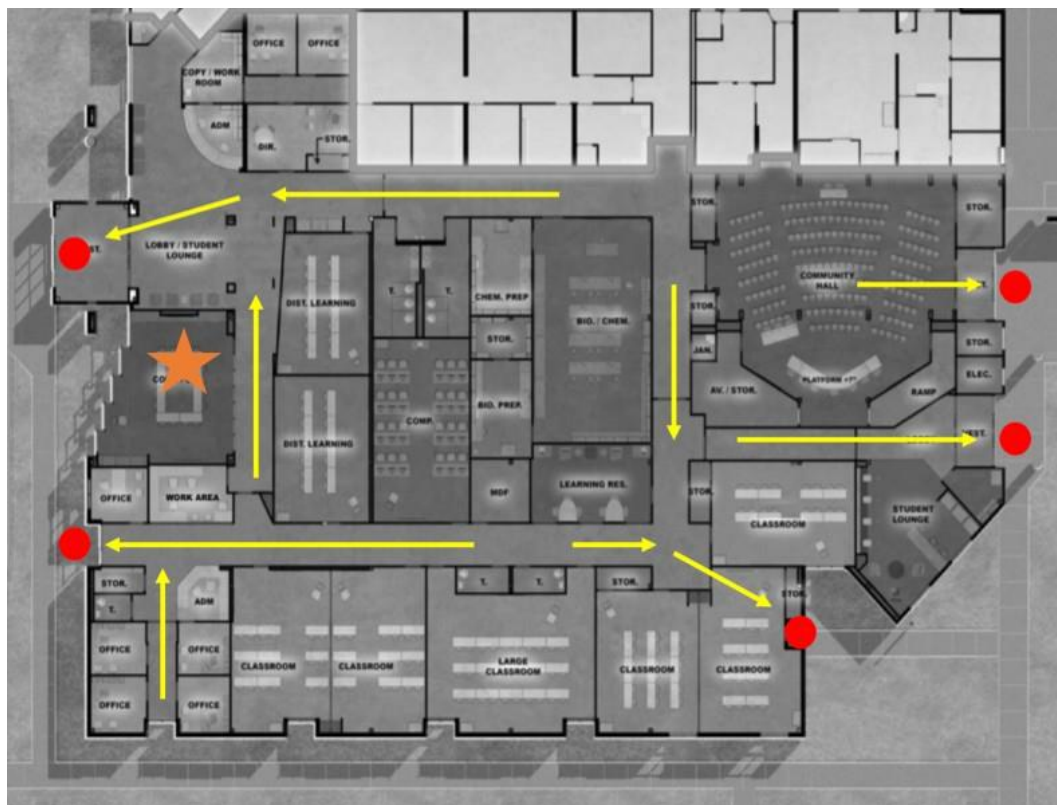 OFFICE
OFFICE
COPY / WORK
ROOM
ADM
DIR.
STOR.
STOR.
STOR.
LOBBY / STUDENT
LOUNGE
DIST. LEARNING
T.
T.
CHEM. PREP
STOR.
BIO. / CHEM.
STOR.
COMMUNITY
HALL
JAN.
STOR.
ELEC.
PLATFORM
AV. / STOR.
RAMP
DIST. LEARNING
COMP.
BIO. PREP.
OFFICE
WORK AREA
MDF
LEARNING RES.
STOR.
CLASSROOM
STUDENT
LOUNGE
STOR.
T.
ADM
T.
T.
STOR.
STOR.
OFFICE
OFFICE
CLASSROOM
CLASSROOM
LARGE
CLASSROOM
CLASSROOM
CLASSROOM
OFFICE
OFFICE